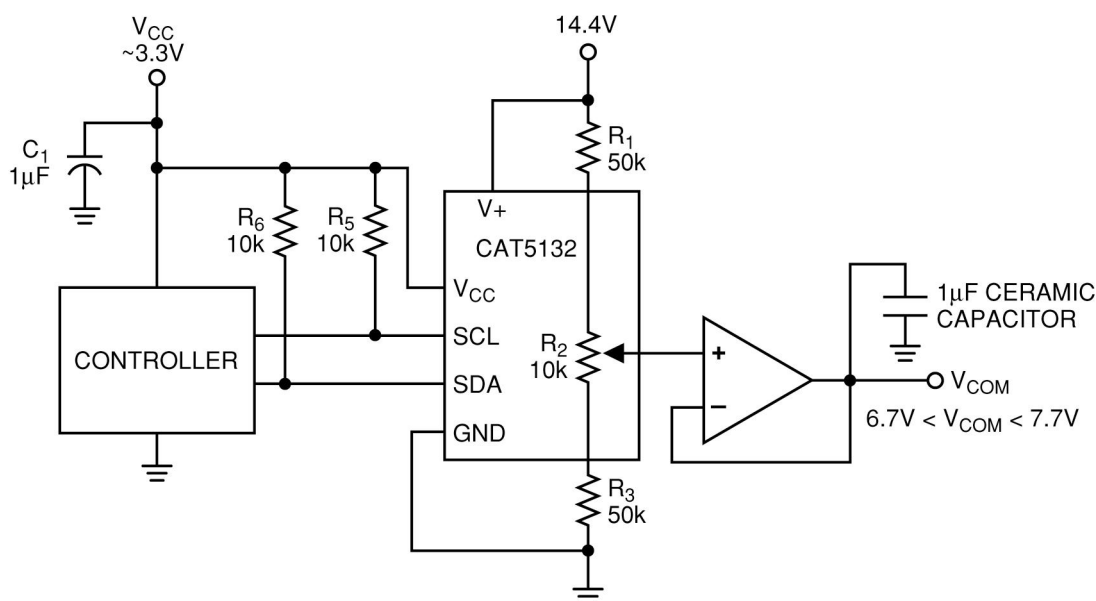 VCC
~3.3V
14.4V
C1
1μF
R1
50k
R6
10k
R5
10k
V+
CAT5132
VCC
SCL
SDA
GND
CONTROLLER
R2
10k
+
−
1μF CERAMIC
CAPACITOR
VCOM
6.7V < VCOM < 7.7V
R3
50k